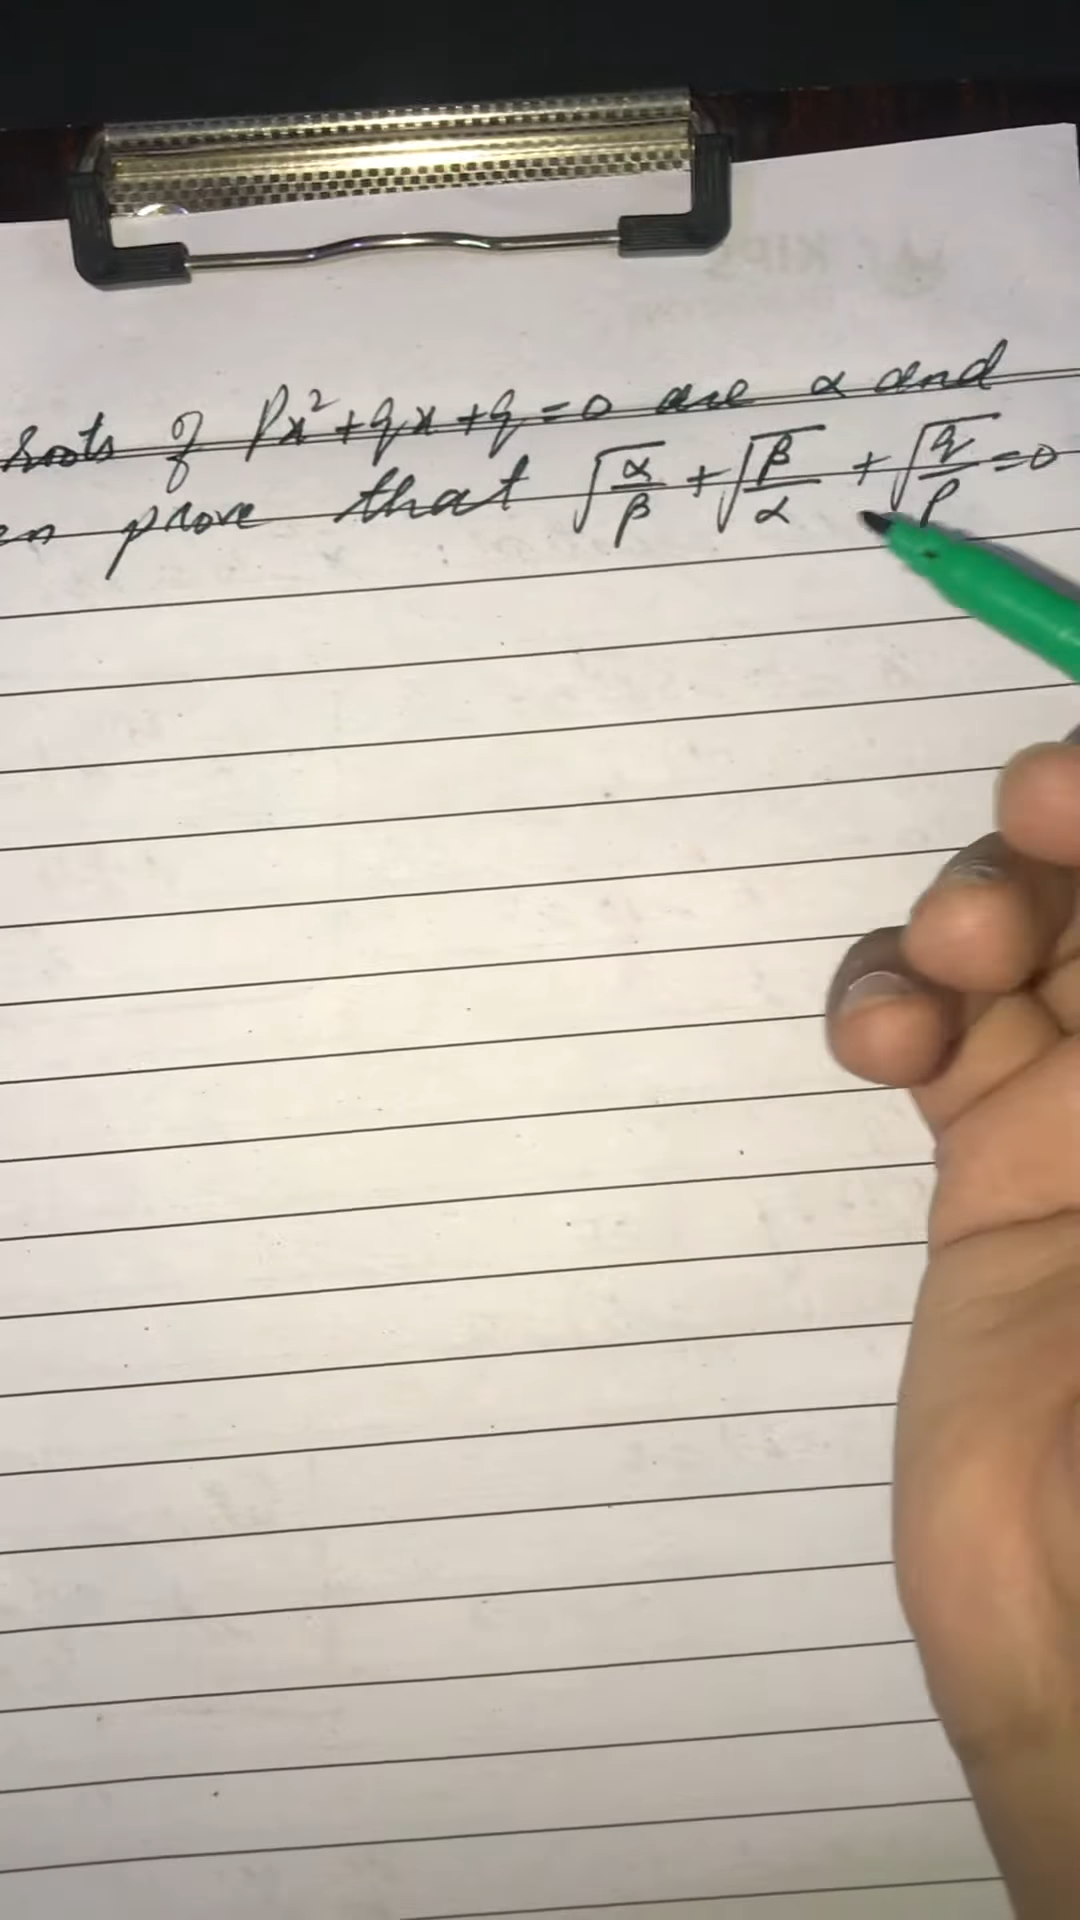 roots of Px²+qx+q=0 are α and
prove that √(α/β) + √(β/α) + √(q/p) =0